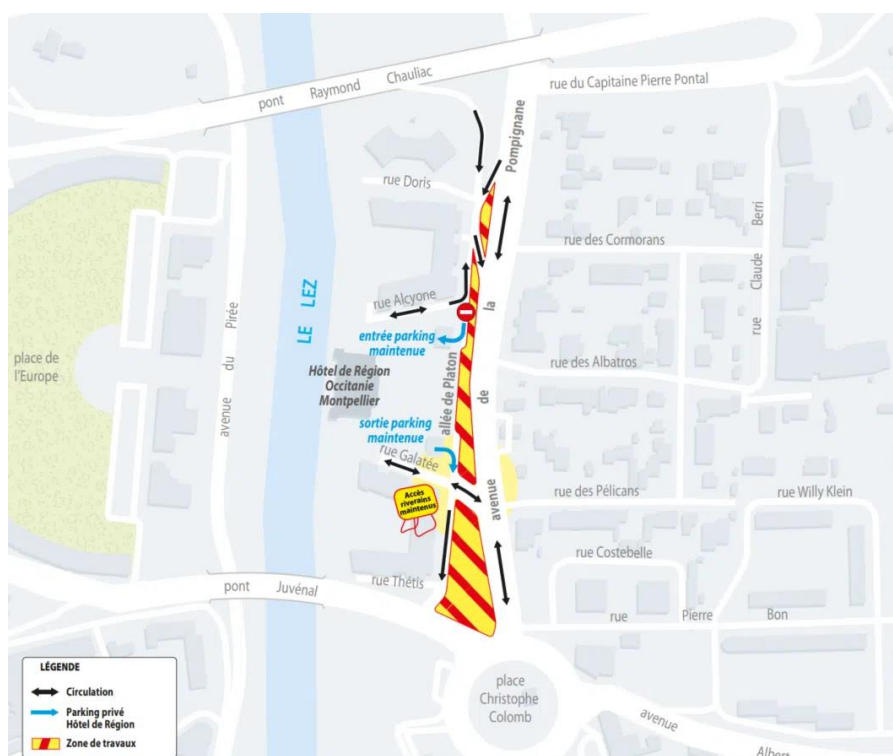 pont Raymond Chauliac
rue du Capitaine Pierre Pontal
Pompignane
rue Doris
rue des Cormorans
Berri
Claude
rue
LE LEZ
rue Alcyone
la
entrée parking
maintenue
place de
l'Europe
avenue du Pirée
Hôtel de Région
Occitanie
Montpellier
allée de Platon
de
rue des Albatros
sortie parking
maintenue
rue Galatée
Accès
riverains
maintenus
avenue
rue des Pélicans
rue Willy Klein
rue Costebelle
rue Thétis
pont Juvénal
rue Pierre Bon
place
Christophe
Colomb
avenue
Albert
LÉGENDE
Circulation
Parking privé
Hôtel de Région
Zone de travaux